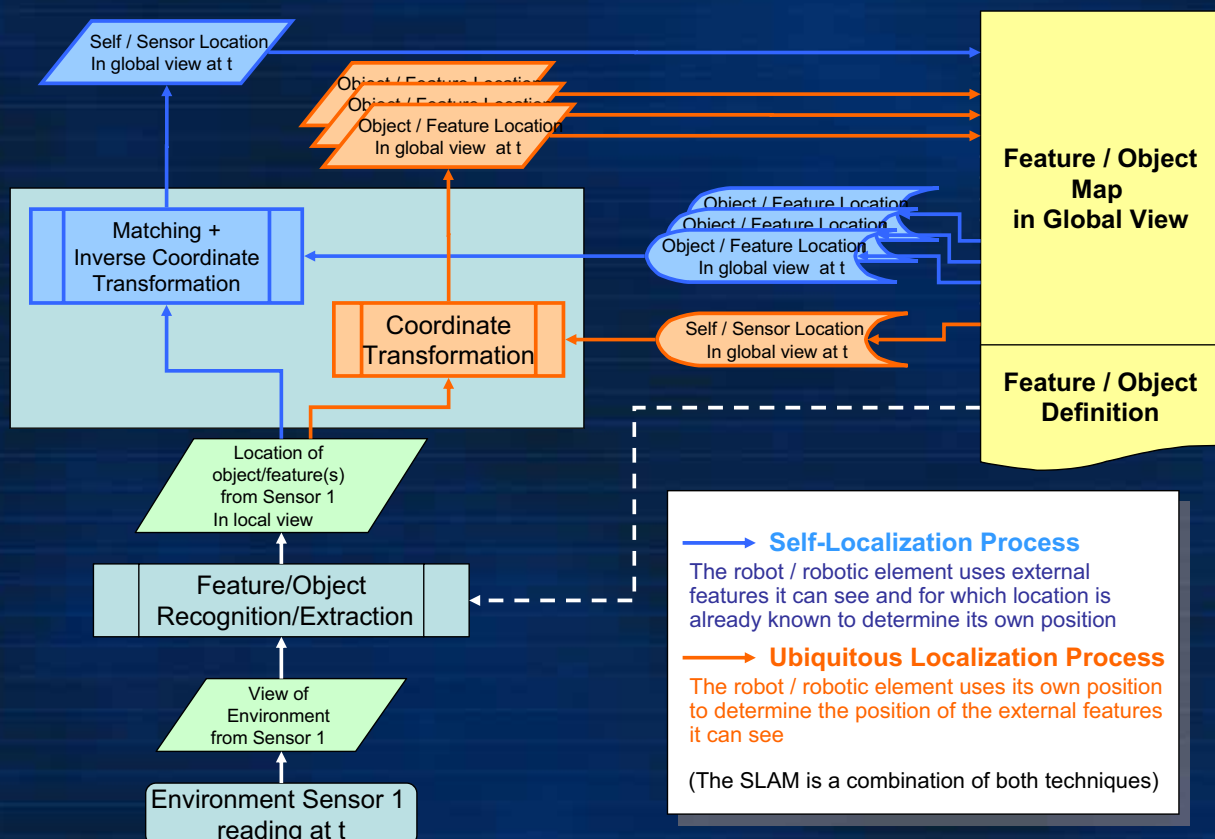 Self / Sensor Location
In global view at t
Object / Feature Location
Object / Feature Location
Object / Feature Location
In global view at t
Feature / Object
Map
in Global View
Matching +
Inverse Coordinate
Transformation
Object / Feature Location
Object / Feature Location
Object / Feature Location
In global view at t
Coordinate
Transformation
Self / Sensor Location
In global view at t
Feature / Object
Definition
Location of
object/feature(s)
from Sensor 1
In local view
Feature/Object
Recognition/Extraction
View of
Environment
from Sensor 1
Environment Sensor 1
reading at t
Self-Localization Process
The robot / robotic element uses external
features it can see and for which location is
already known to determine its own position
Ubiquitous Localization Process
The robot / robotic element uses its own position
to determine the position of the external features
it can see
(The SLAM is a combination of both techniques)